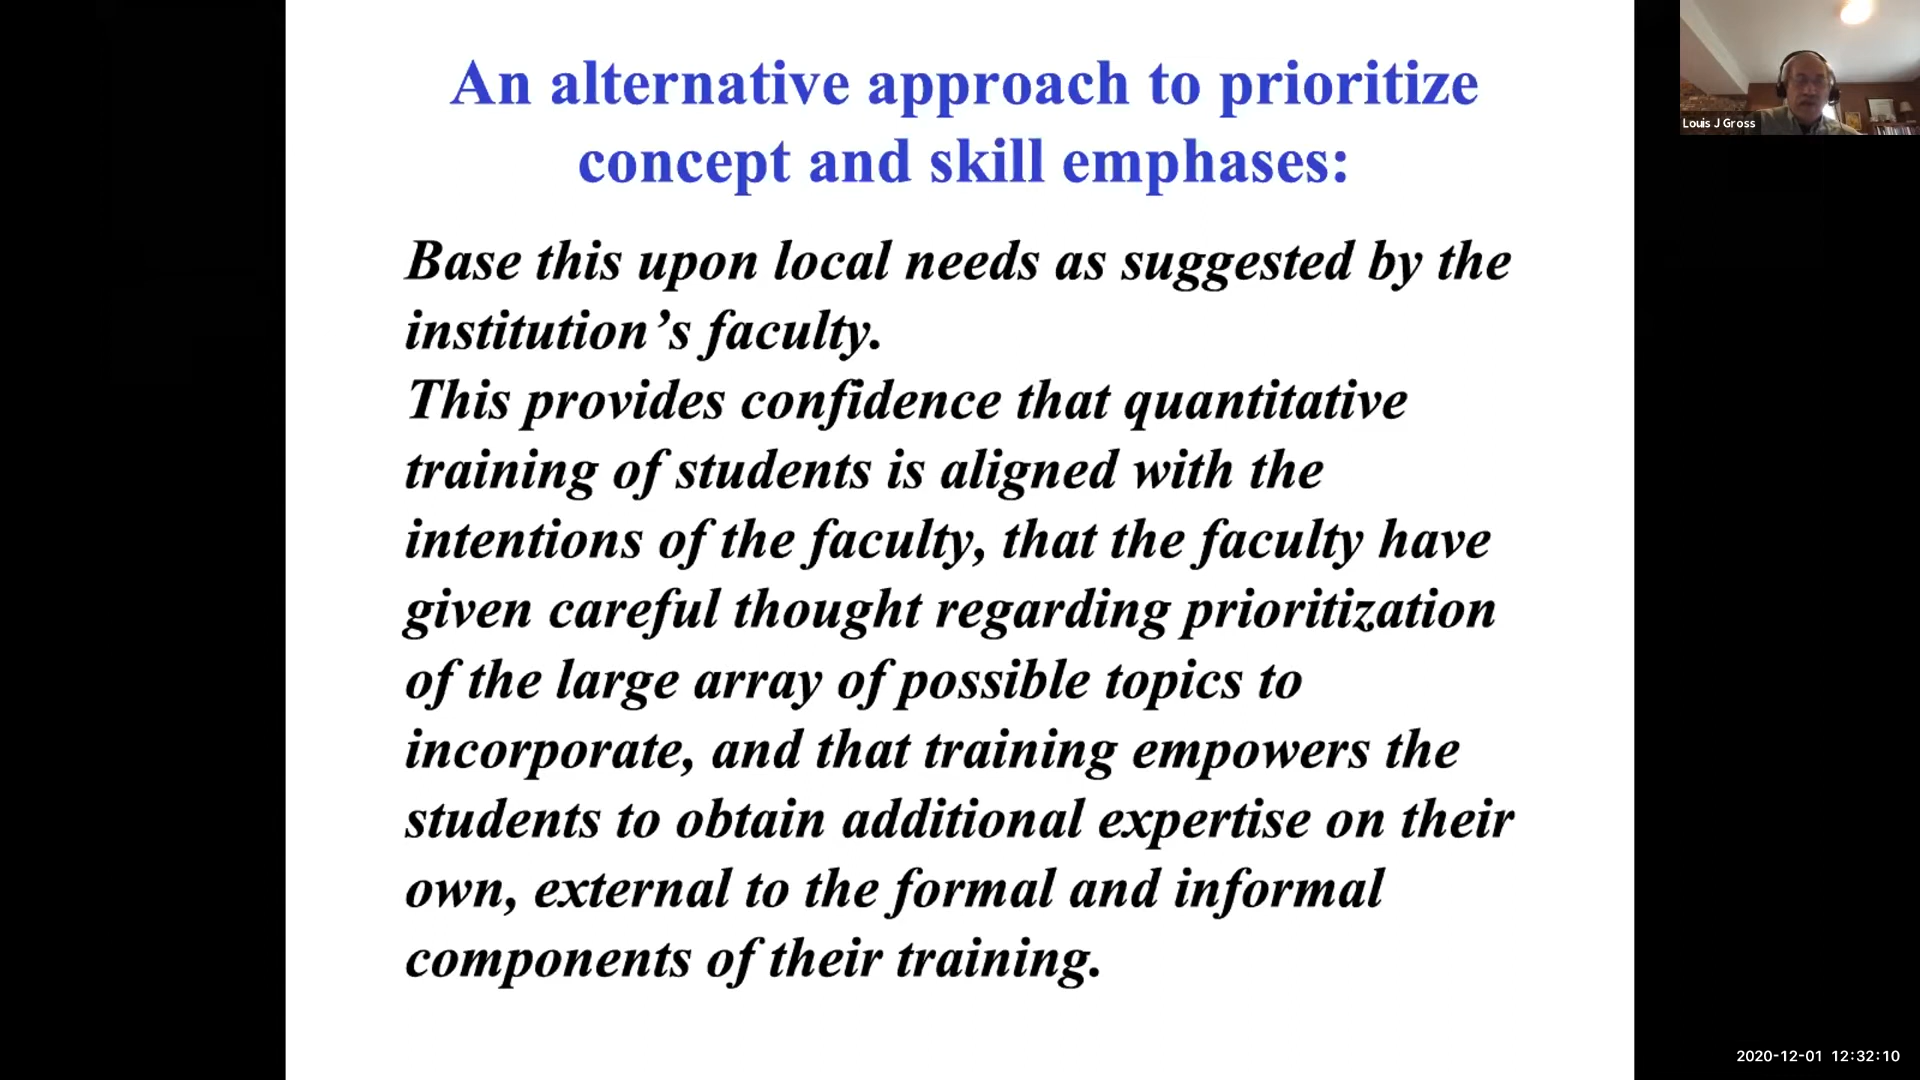 An alternative approach to prioritize
concept and skill emphases:
Base this upon local needs as suggested by the
institution’s faculty.
This provides confidence that quantitative
training of students is aligned with the
intentions of the faculty, that the faculty have
given careful thought regarding prioritization
of the large array of possible topics to
incorporate, and that training empowers the
students to obtain additional expertise on their
own, external to the formal and informal
components of their training.
Louis J Gross
2020-12-01 12:32:10